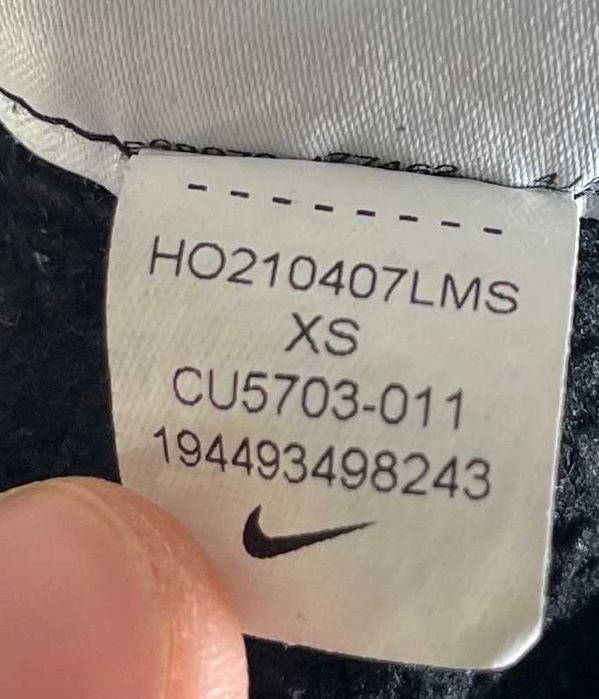 - - - - - - - -
HO210407LMS
XS
CU5703-011
194493498243